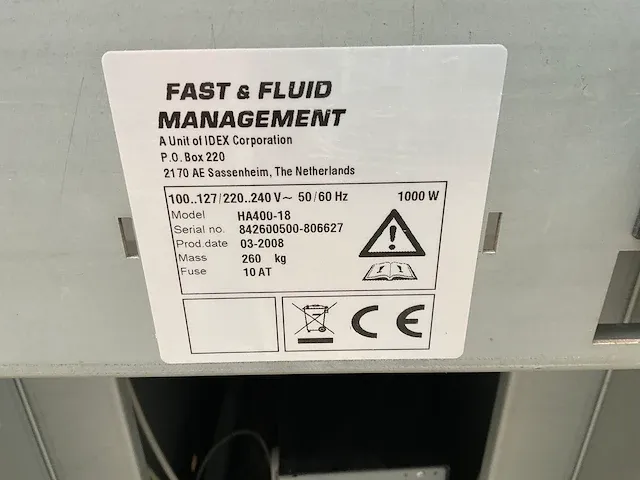 FAST & FLUID
MANAGEMENT
A Unit of IDEX Corporation
P.O. Box 220
2170 AE Sassenheim, The Netherlands
100..127/220..240 V~ 50/60 Hz 1000 W
Model HA400-18
Serial no. 842600500-806627
Prod.date 03-2008
Mass 260 kg
Fuse 10 AT
CE